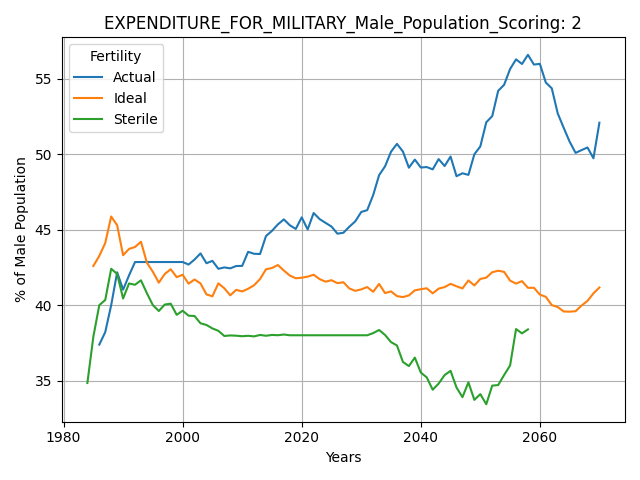 EXPENDITURE_FOR_MILITARY_Male_Population_Scoring: 2
Fertility
Actual
Ideal
Sterile
% of Male Population
55
50
45
40
35
1980
2000
2020
2040
2060
Years